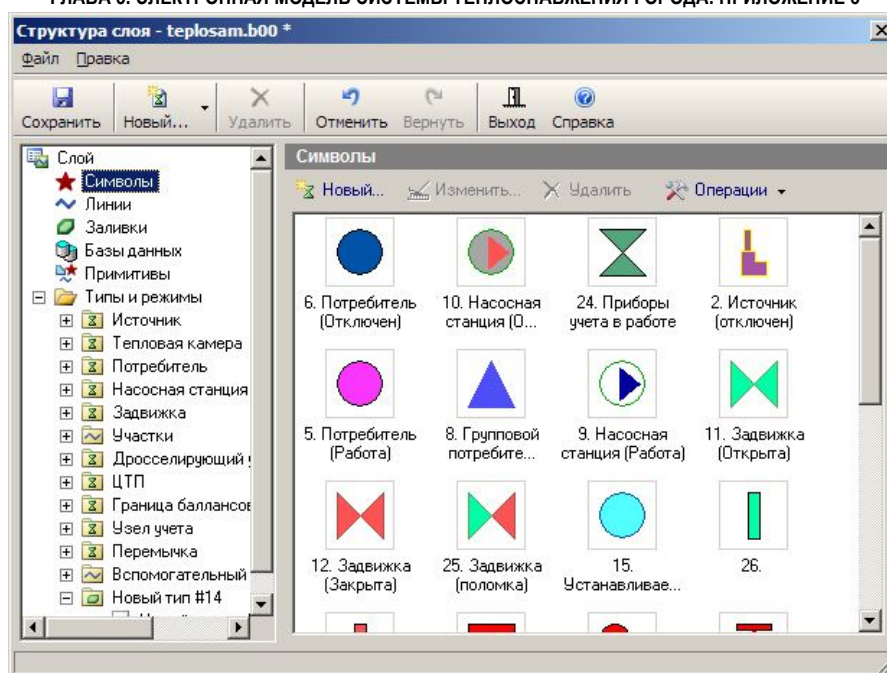 ГЛАВА 3. ЭЛЕКТРОННАЯ МОДЕЛЬ СИСТЕМЫ ТЕПЛОСНАБЖЕНИЯ ГОРОДА. ПРИЛОЖЕНИЕ
Структура слоя - teplosam.b00 *
Файл Правка
Сохранить Новый... Удалить Отменить Вернуть Выход Справка
Слой
Символы
Линии
Заливки
Базы данных
Примитивы
Типы и режимы
Источник
Тепловая камера
Потребитель
Насосная станция
Задвижка
Участки
Дросселирующий
ЦТП
Граница баллансов
Узел учета
Перемычка
Вспомогательный
Новый тип #14
Символы
Новый... Изменить... Удалить Операции
6. Потребитель 10. Насосная 24. Приборы 2. Источник
(Отключен) станция (О... учета в работе (отключен)
5. Потребитель 8. Групповой 9. Насосная 11. Задвижка
(Работа) потребите... станция (Работа) (Открыта)
12. Задвижка 25. Задвижка 15. 26.
(Закрыта) (поломка) Устанавливае...